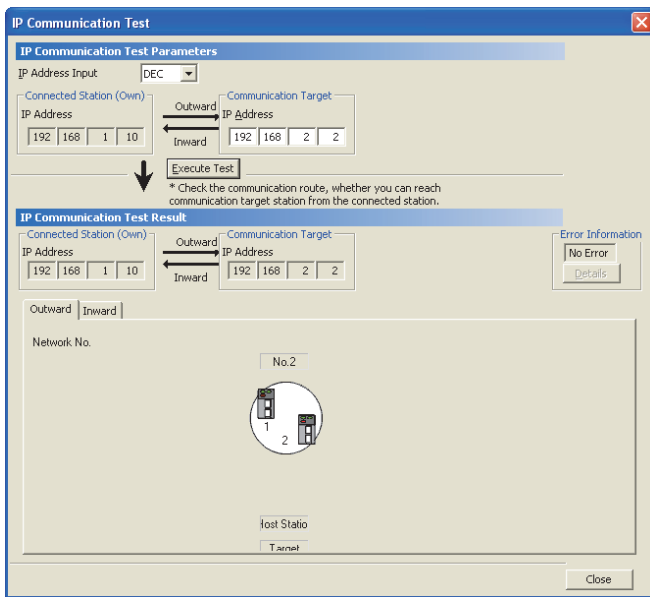 IP Communication Test
IP Communication Test Parameters
IP Address Input DEC
Connected Station (Own)
IP Address
192 168 1 10
Outward
Inward
Communication Target
IP Address
192 168 2 2
Execute Test
* Check the communication route, whether you can reach
communication target station from the connected station.
IP Communication Test Result
Connected Station (Own)
IP Address
192 168 1 10
Outward
Inward
Communication Target
IP Address
192 168 2 2
Error Information
No Error
Details
Outward Inward
Network No.
No.2
1
2
Host Statio
Target
Close